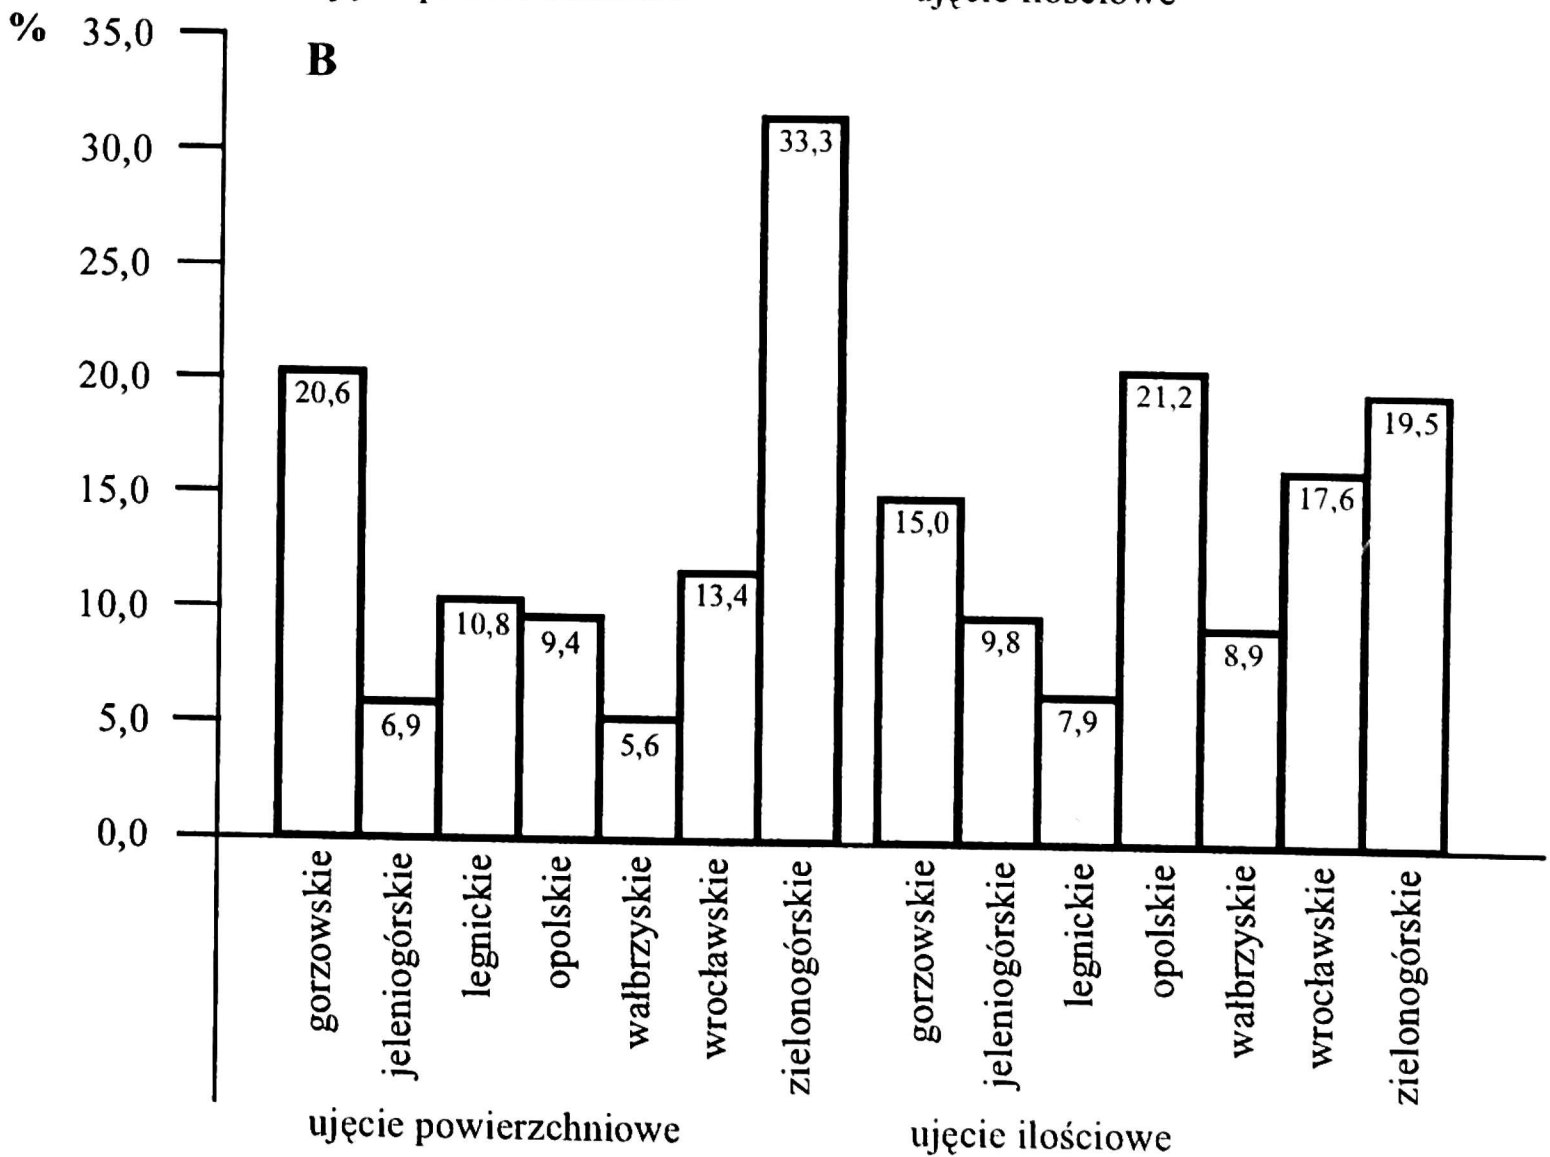 ujęcie ilościowe
% 35,0
B
30,0
25,0
20,0
15,0
10,0
5,0
0,0
20,6
6,9
10,8
9,4
5,6
13,4
33,3
15,0
9,8
7,9
21,2
8,9
17,6
19,5
gorzowskie
jeleniogórskie
legnickie
opolskie
wałbrzyskie
wrocławskie
zielonogórskie
gorzowskie
jeleniogórskie
legnickie
opolskie
wałbrzyskie
wrocławskie
zielonogórskie
ujęcie powierzchniowe
ujęcie ilościowe